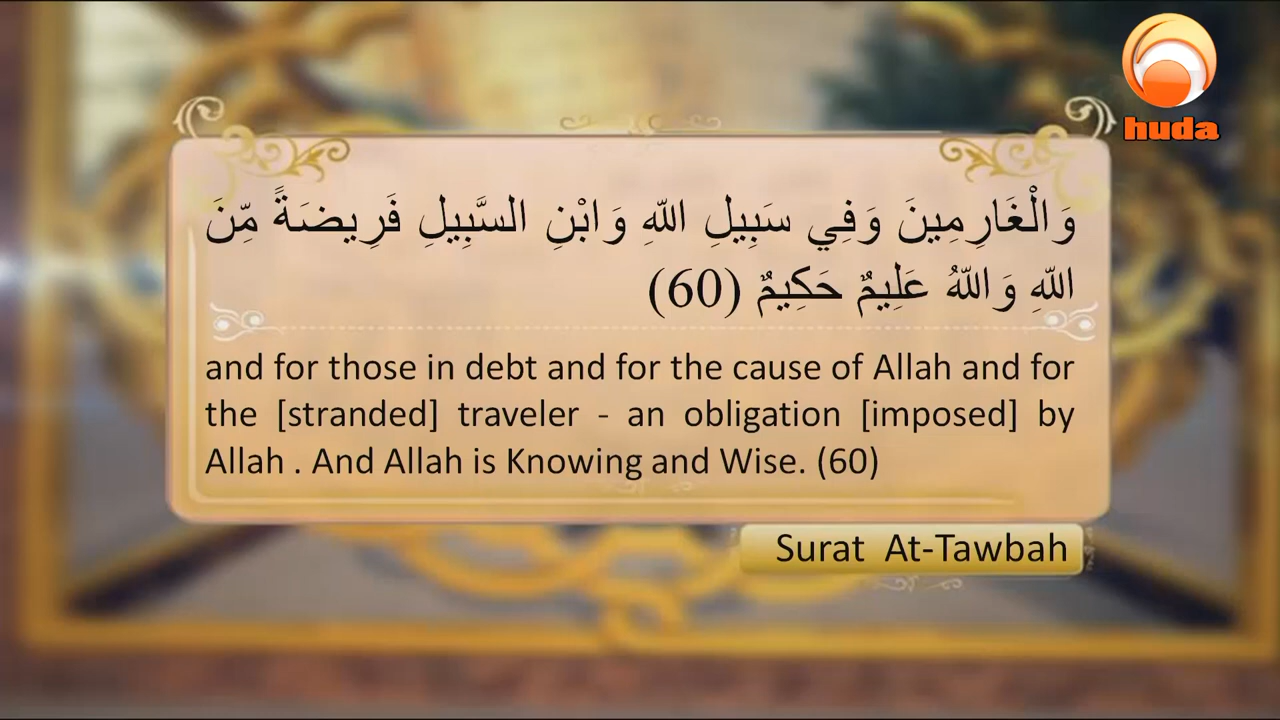 huda
وَالْغَارِمِينَ وَفِي سَبِيلِ اللّهِ وَابْنِ السَّبِيلِ فَرِيضَةً مِّنَ
اللّهِ وَاللّهُ عَلِيمٌ حَكِيمٌ (60)
and for those in debt and for the cause of Allah and for
the [stranded] traveler - an obligation [imposed] by
Allah . And Allah is Knowing and Wise. (60)
Surat At-Tawbah